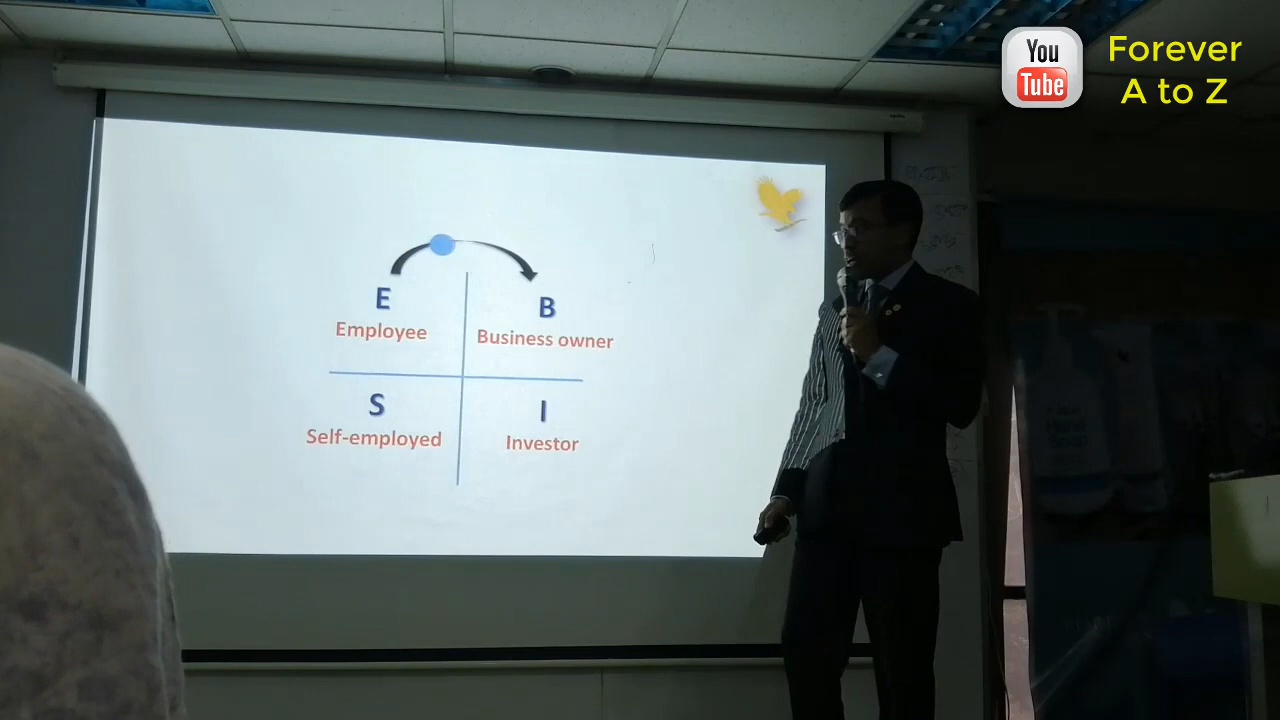 You
Tube
Forever
A to Z
E
Employee
B
Business owner
S
Self-employed
I
Investor